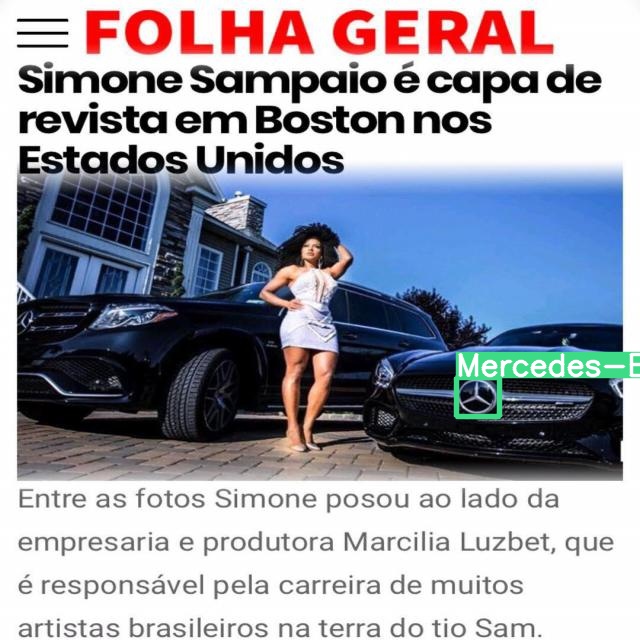 FOLHA GERAL
Simone Sampaio é capa de
revista em Boston nos
Estados Unidos
Mercedes-B
Entre as fotos Simone posou ao lado da
empresaria e produtora Marcilia Luzbet, que
é responsável pela carreira de muitos
artistas brasileiros na terra do tio Sam.